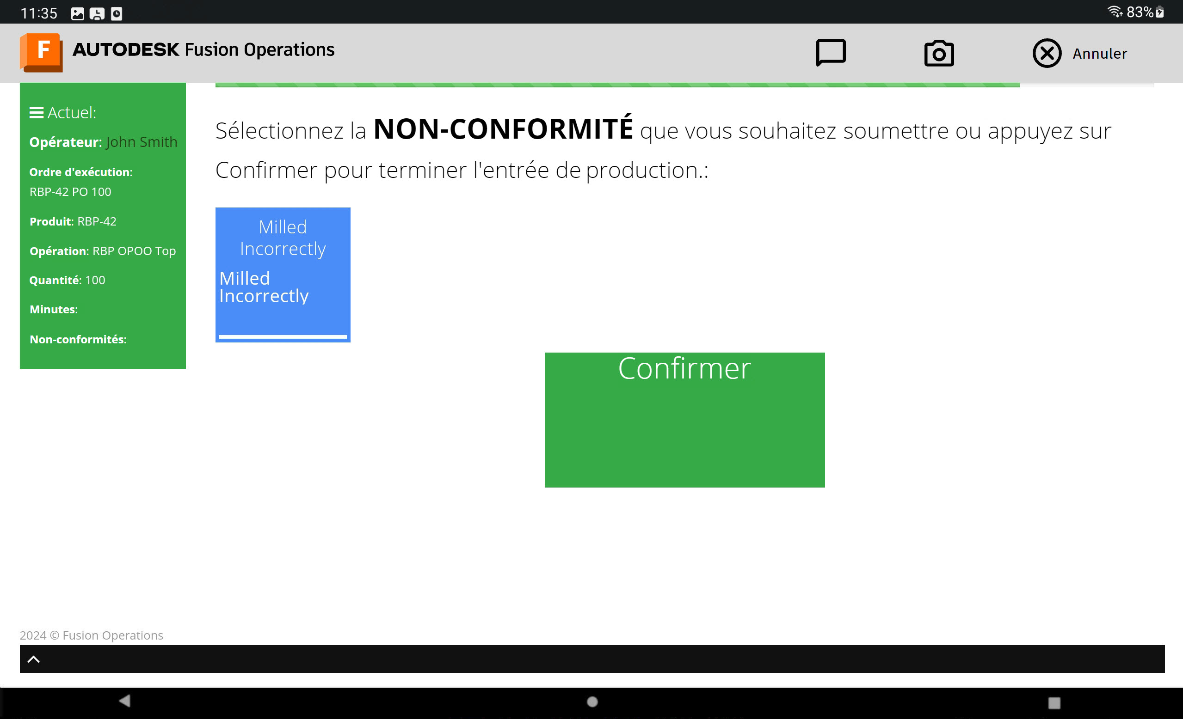 11:35
83%
F AUTODESK Fusion Operations
Annuler
Actuel:
Opérateur: John Smith
Ordre d'exécution:
RBP-42 PO 100
Produit: RBP-42
Opération: RBP OPOO Top
Quantité: 100
Minutes:
Non-conformités:
Sélectionnez la NON-CONFORMITÉ que vous souhaitez soumettre ou appuyez sur
Confirmer pour terminer l'entrée de production.:
Milled
Incorrectly
Milled
Incorrectly
Confirmer
2024 © Fusion Operations